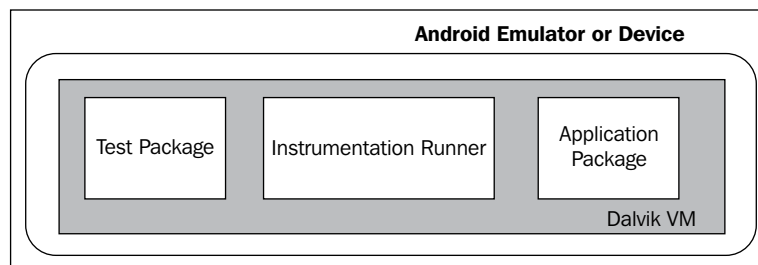 Android Emulator or Device
Test Package
Instrumentation Runner
Application
Package
Dalvik VM